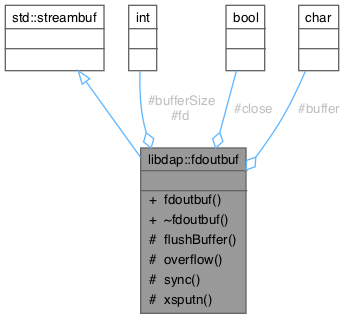 std::streambuf
int
bool
char
#bufferSize
#fd
#close
#buffer
libdap::fdoutbuf
+ fdoutbuf()
+ ~fdoutbuf()
# flushBuffer()
# overflow()
# sync()
# xsputn()